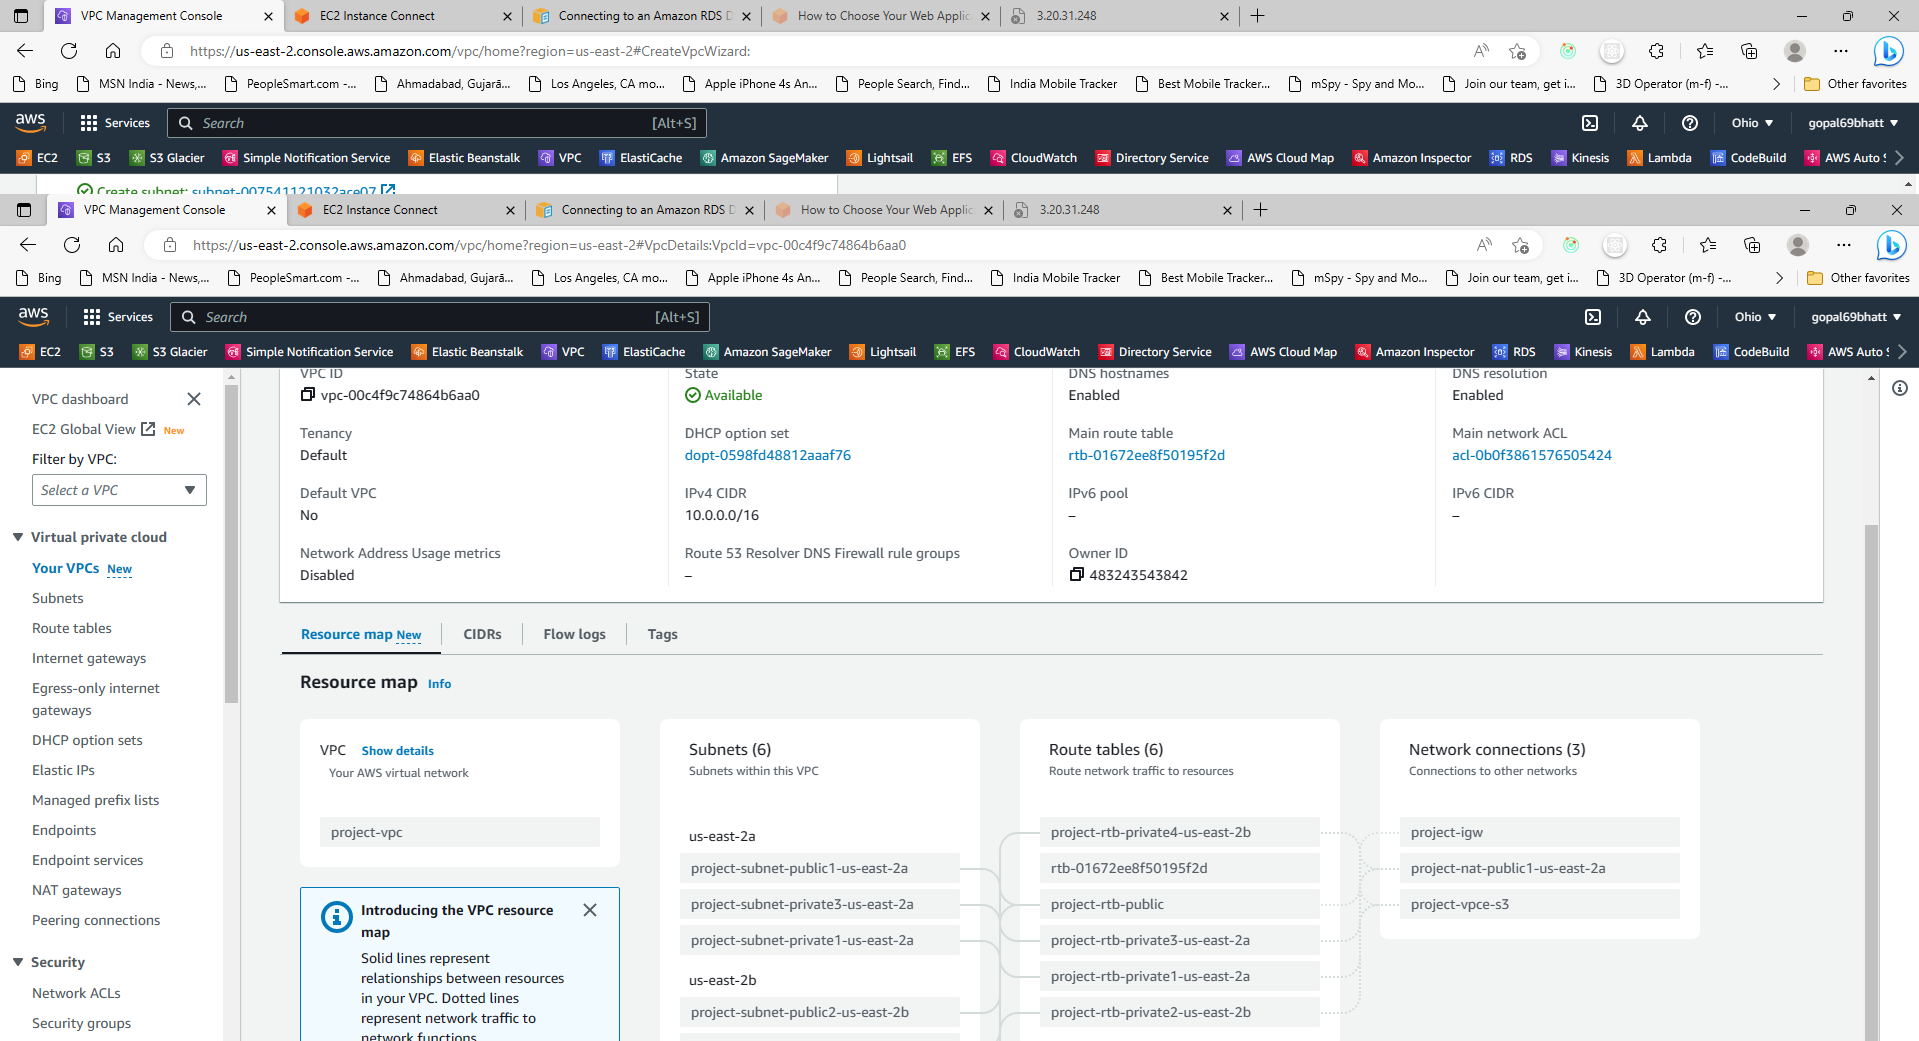 VPC Management Console
EC2 Instance Connect
Connecting to an Amazon RDS D
How to Choose Your Web Applic
3.20.31.248
https://us-east-2.console.aws.amazon.com/vpc/home?region=us-east-2#CreateVpcWizard:
Bing
MSN India - News,...
PeopleSmart.com -...
Ahmadabad, Gujarā...
Los Angeles, CA mo...
Apple iPhone 4s An...
People Search, Find...
India Mobile Tracker
Best Mobile Tracker...
mSpy - Spy and Mo...
Join our team, get i...
3D Operator (m-f) -...
Other favorites
aws
Services
Search
[Alt+S]
Ohio
gopal69bhatt
EC2
S3
S3 Glacier
Simple Notification Service
Elastic Beanstalk
VPC
ElastiCache
Amazon SageMaker
Lightsail
EFS
CloudWatch
Directory Service
AWS Cloud Map
Amazon Inspector
RDS
Kinesis
Lambda
CodeBuild
AWS Auto S
Create subnet: subnet-007541121032ace07
VPC Management Console
EC2 Instance Connect
Connecting to an Amazon RDS D
How to Choose Your Web Applic
3.20.31.248
https://us-east-2.console.aws.amazon.com/vpc/home?region=us-east-2#VpcDetails:VpcId=vpc-00c4f9c74864b6aa0
Bing
MSN India - News,...
PeopleSmart.com -...
Ahmadabad, Gujarā...
Los Angeles, CA mo...
Apple iPhone 4s An...
People Search, Find...
India Mobile Tracker
Best Mobile Tracker...
mSpy - Spy and Mo...
Join our team, get i...
3D Operator (m-f) -...
Other favorites
aws
Services
Search
[Alt+S]
Ohio
gopal69bhatt
EC2
S3
S3 Glacier
Simple Notification Service
Elastic Beanstalk
VPC
ElastiCache
Amazon SageMaker
Lightsail
EFS
CloudWatch
Directory Service
AWS Cloud Map
Amazon Inspector
RDS
Kinesis
Lambda
CodeBuild
AWS Auto S
VPC dashboard
EC2 Global View
New
Filter by VPC:
Select a VPC
Virtual private cloud
Your VPCs New
Subnets
Route tables
Internet gateways
Egress-only internet
gateways
DHCP option sets
Elastic IPs
Managed prefix lists
Endpoints
Endpoint services
NAT gateways
Peering connections
Security
Network ACLs
Security groups
VPC ID
vpc-00c4f9c74864b6aa0
State
Available
DNS hostnames
Enabled
DNS resolution
Enabled
Tenancy
Default
DHCP option set
dopt-0598fd48812aaaf76
Main route table
rtb-01672ee8f50195f2d
Main network ACL
acl-0b0f3861576505424
Default VPC
No
IPv4 CIDR
10.0.0.0/16
IPv6 pool
–
IPv6 CIDR
–
Network Address Usage metrics
Disabled
Route 53 Resolver DNS Firewall rule groups
–
Owner ID
483243543842
Resource map New
CIDRs
Flow logs
Tags
Resource map Info
VPC Show details
Your AWS virtual network
project-vpc
Introducing the VPC resource
map
Solid lines represent
relationships between resources
in your VPC. Dotted lines
represent network traffic to
network functions.
Subnets (6)
Subnets within this VPC
us-east-2a
project-subnet-public1-us-east-2a
project-subnet-private3-us-east-2a
project-subnet-private1-us-east-2a
us-east-2b
project-subnet-public2-us-east-2b
Route tables (6)
Route network traffic to resources
project-rtb-private4-us-east-2b
rtb-01672ee8f50195f2d
project-rtb-public
project-rtb-private3-us-east-2a
project-rtb-private1-us-east-2a
project-rtb-private2-us-east-2b
Network connections (3)
Connections to other networks
project-igw
project-nat-public1-us-east-2a
project-vpce-s3